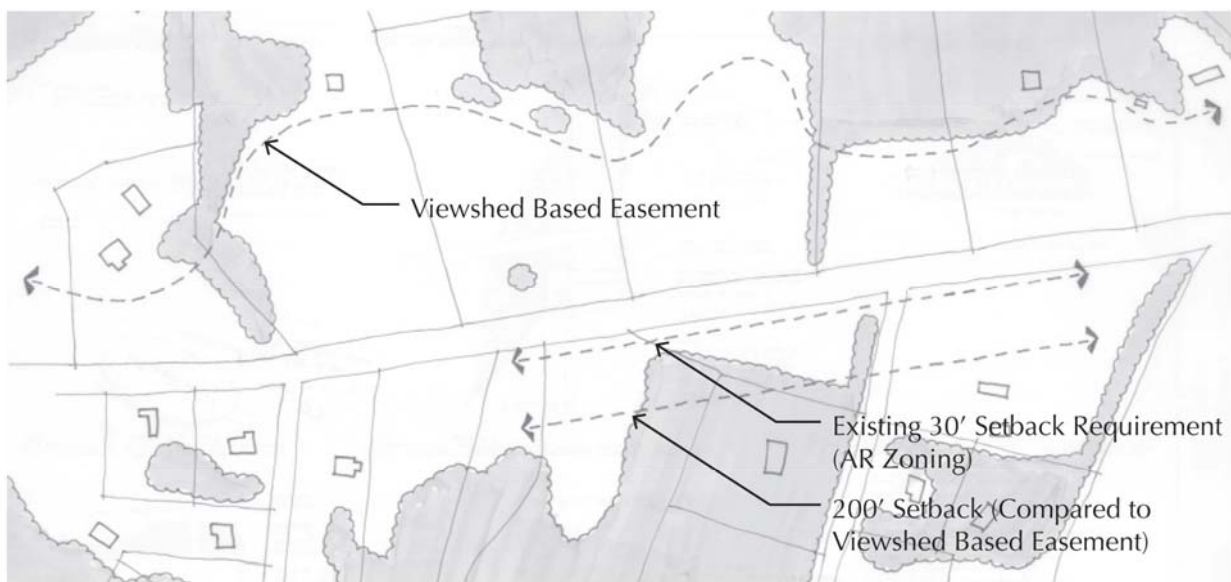 Viewshed Based Easement
Existing 30′ Setback Requirement
(AR Zoning)
200′ Setback (Compared to
Viewshed Based Easement)